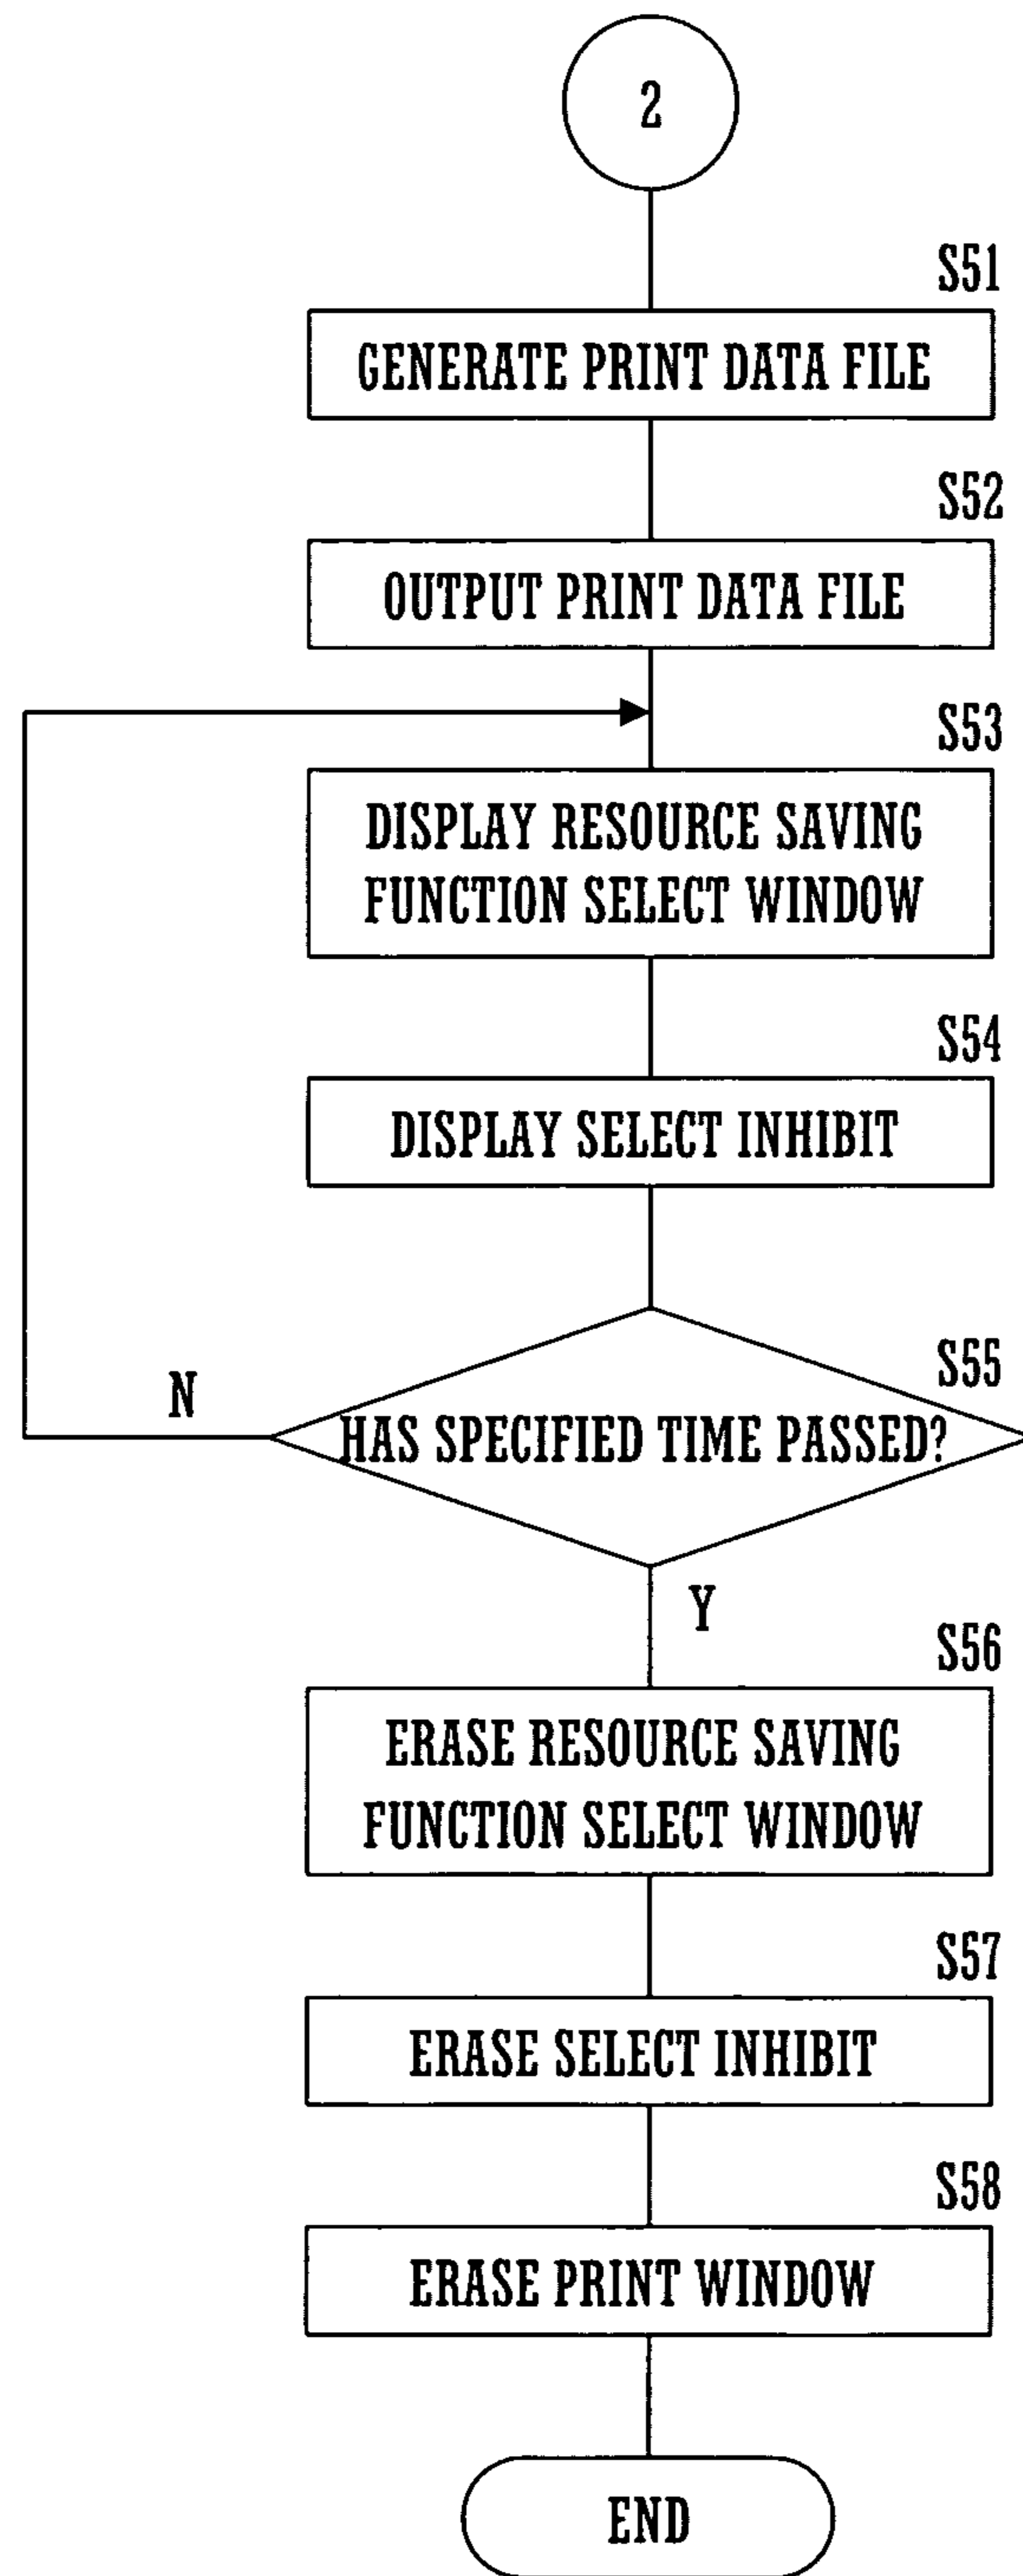 2
S51
GENERATE PRINT DATA FILE
S52
OUTPUT PRINT DATA FILE
S53
DISPLAY RESOURCE SAVING
FUNCTION SELECT WINDOW
S54
DISPLAY SELECT INHIBIT
S55
HAS SPECIFIED TIME PASSED?
N
Y
S56
ERASE RESOURCE SAVING
FUNCTION SELECT WINDOW
S57
ERASE SELECT INHIBIT
S58
ERASE PRINT WINDOW
END